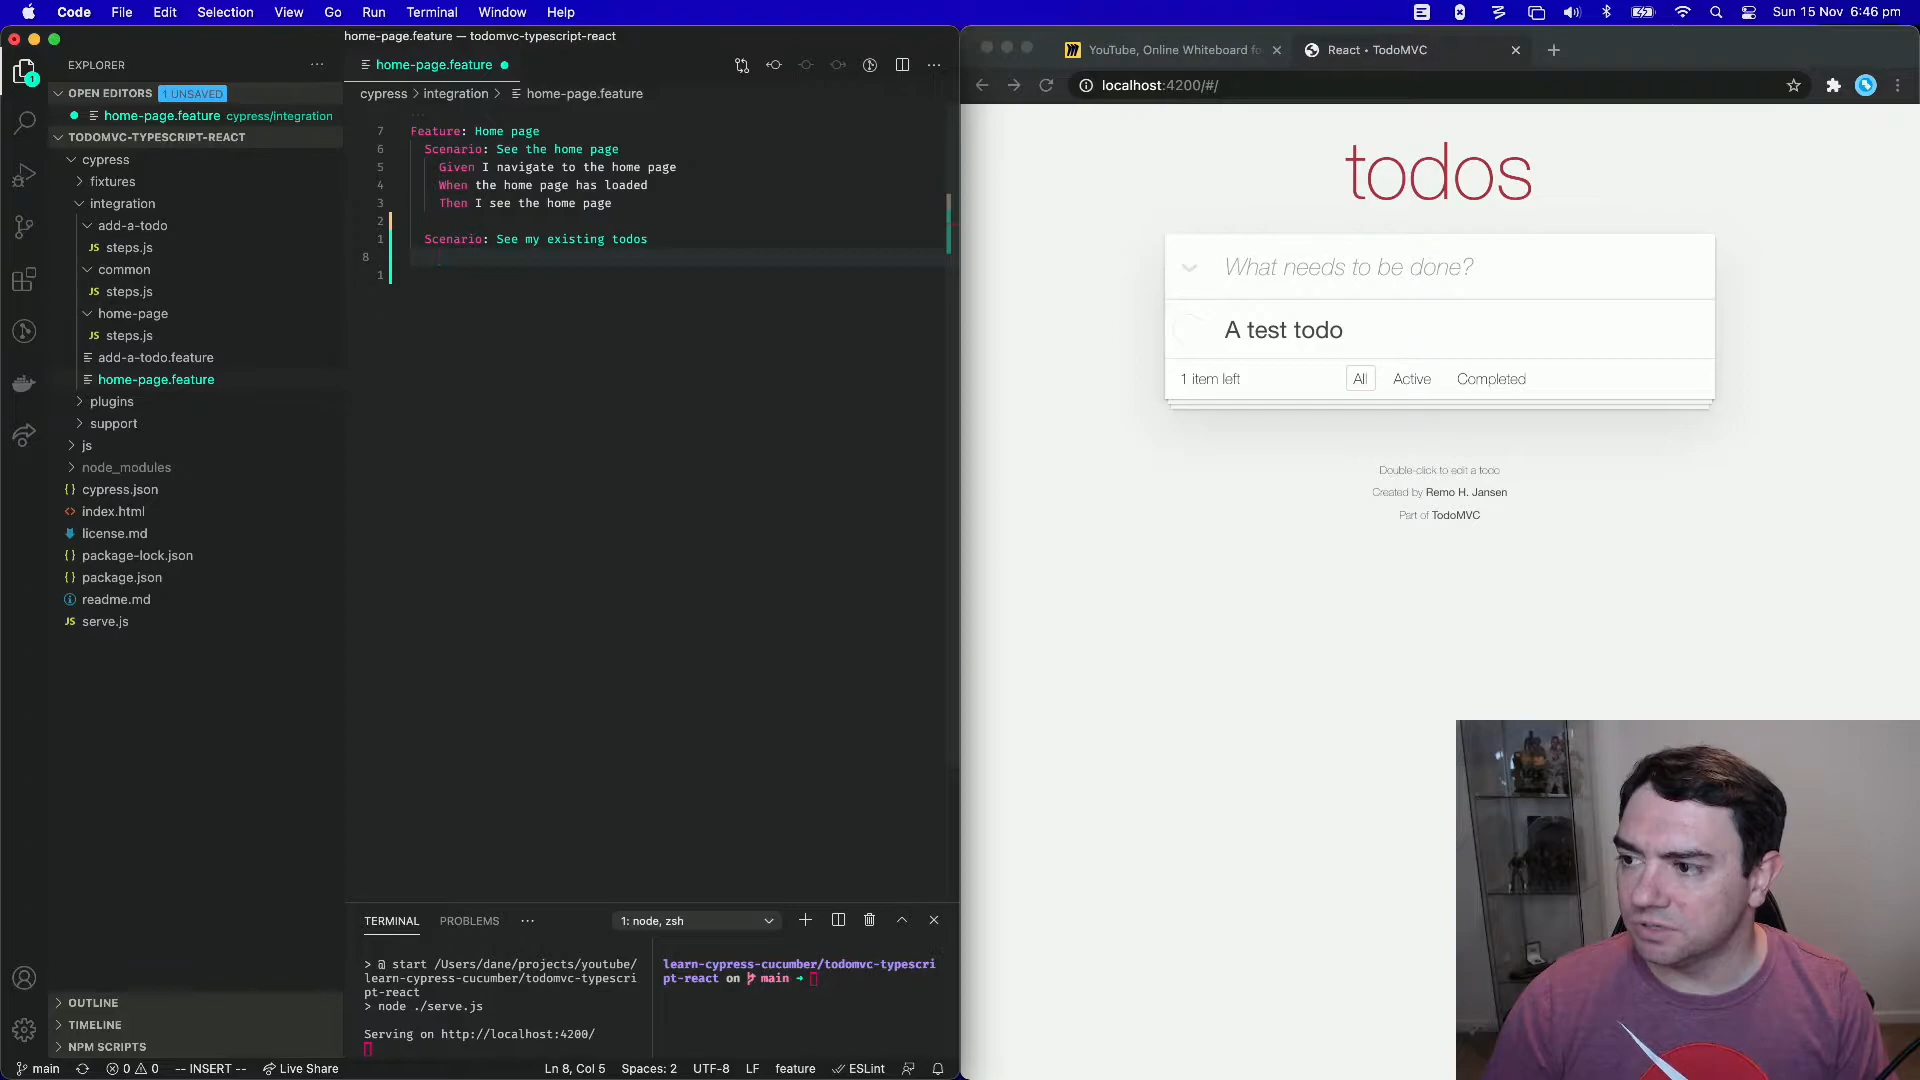 Code File Edit Selection View Go Run Terminal Window Help
Sun 15 Nov 6:46 pm
home-page.feature — todomvc-typescript-react
EXPLORER
OPEN EDITORS 1 UNSAVED
home-page.feature cypress/integration
TODOMVC-TYPESCRIPT-REACT
cypress
fixtures
integration
add-a-todo
JS steps.js
common
JS steps.js
home-page
JS steps.js
add-a-todo.feature
home-page.feature
plugins
support
js
node_modules
{} cypress.json
<> index.html
license.md
{} package-lock.json
{} package.json
readme.md
JS serve.js
OUTLINE
TIMELINE
NPM SCRIPTS
home-page.feature
cypress > integration > home-page.feature
7 Feature: Home page
6 Scenario: See the home page
5 Given I navigate to the home page
4 When the home page has loaded
3 Then I see the home page
2
1 Scenario: See my existing todos
8
1
TERMINAL PROBLEMS ··· 1: node, zsh
> @ start /Users/dane/projects/youtube/
learn-cypress-cucumber/todomvc-typescri
pt-react
> node ./serve.js
Serving on http://localhost:4200/
learn-cypress-cucumber/todomvc-typescri
pt-react on main ➜
main 0 0 -- INSERT -- Live Share Ln 8, Col 5 Spaces: 2 UTF-8 LF feature ESLint
YouTube, Online Whiteboard fo
React • TodoMVC
localhost:4200/#/
todos
What needs to be done?
A test todo
1 item left All Active Completed
Double-click to edit a todo
Created by Remo H. Jansen
Part of TodoMVC